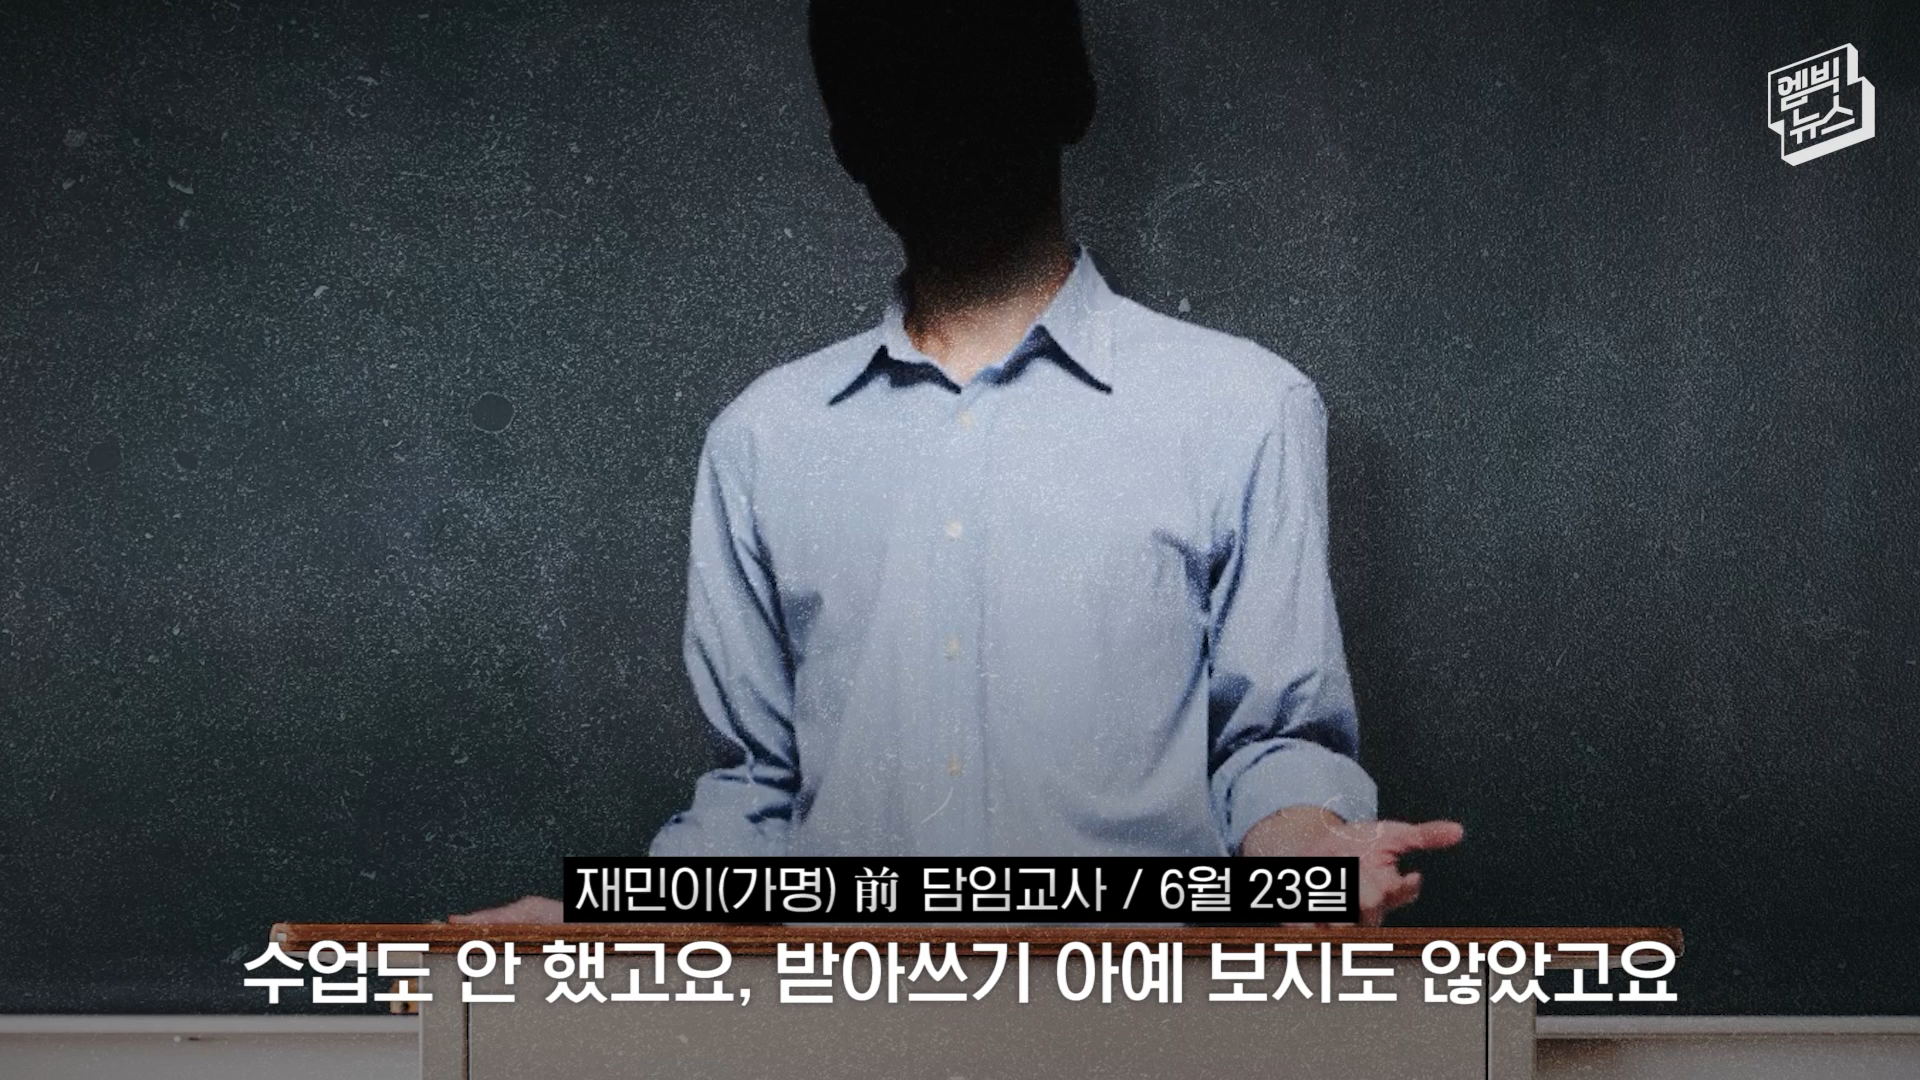 엠빅
뉴스
재민이(가명) 前 담임교사 / 6월 23일
수업도 안 했고요, 받아쓰기 아예 보지도 않았고요